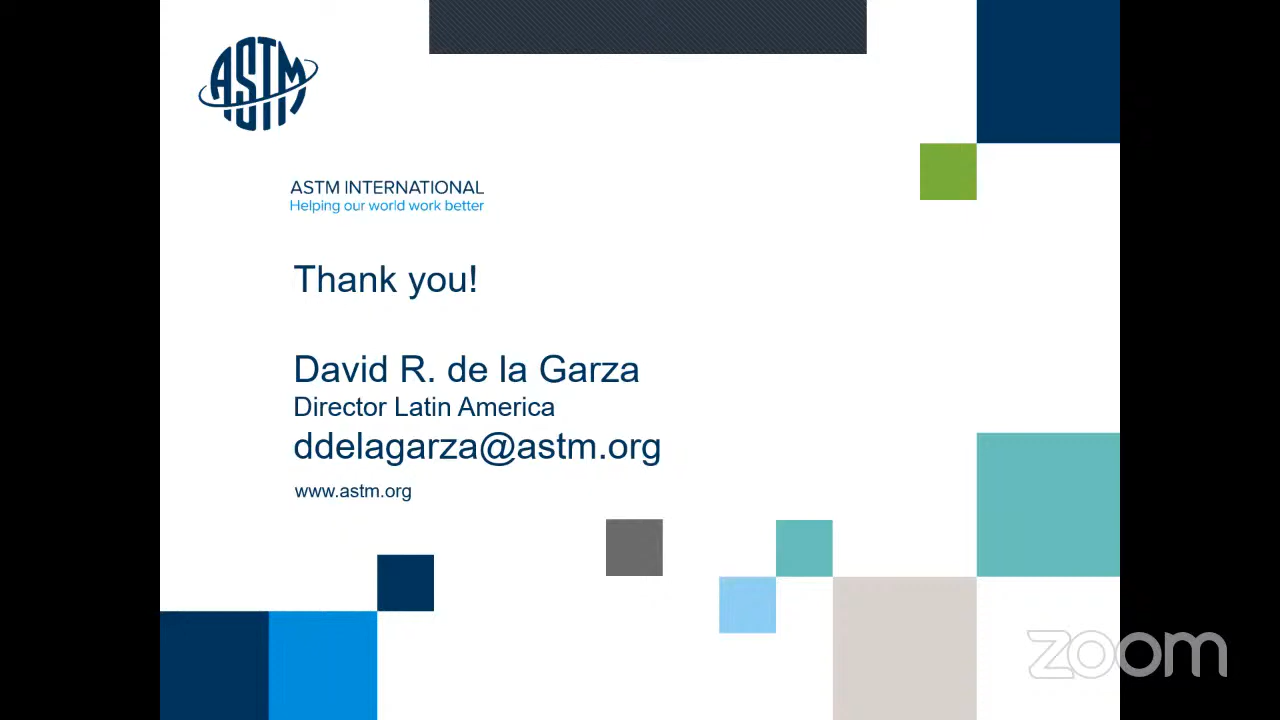 ASTM
ASTM INTERNATIONAL
Helping our world work better
Thank you!
David R. de la Garza
Director Latin America
ddelagarza@astm.org
www.astm.org
zoom